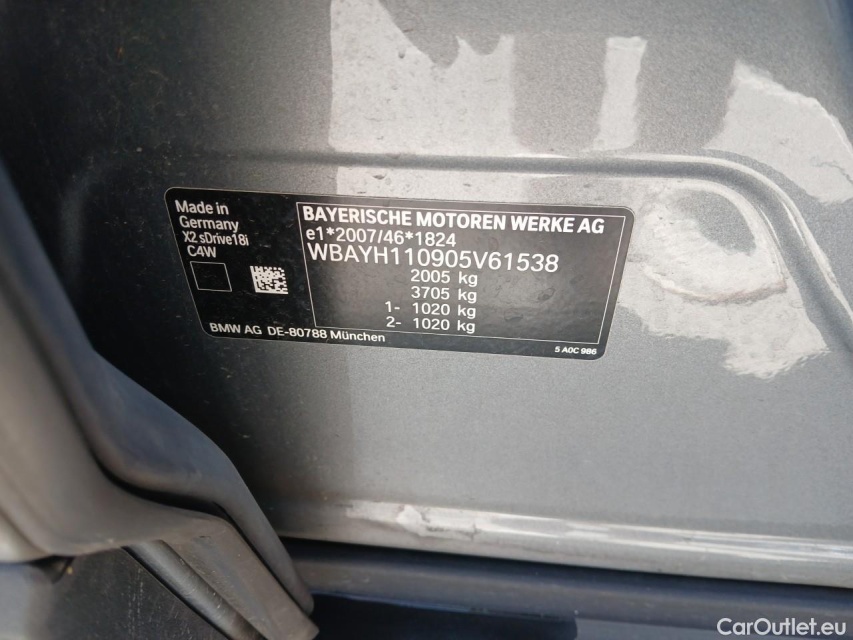 Made in
Germany
X2 sDrive18i
C4W
BAYERISCHE MOTOREN WERKE AG
e1*2007/46*1824
WBAYH110905V61538
2005 kg
3705 kg
1- 1020 kg
2- 1020 kg
BMW AG DE-80788 München
5 A0C 986
CarOutlet.eu